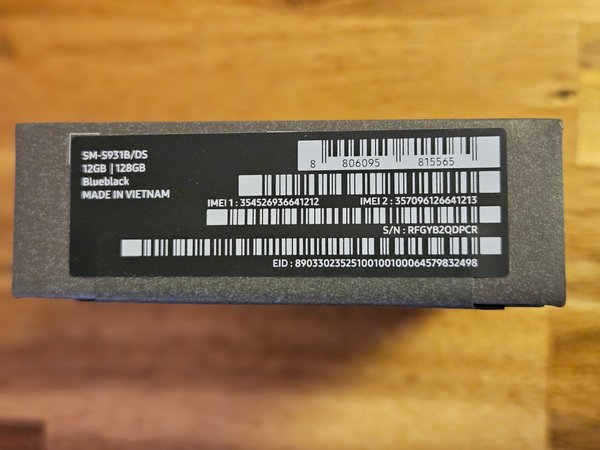 SM-S931B/DS
12GB | 128GB
Blueblack
MADE IN VIETNAM
8 806095 815565
IMEI 1 : 354526936641212 IMEI 2 : 357096126641213
S/N : RFGYB2QDPCR
EID : 89033023525100100100064579832498